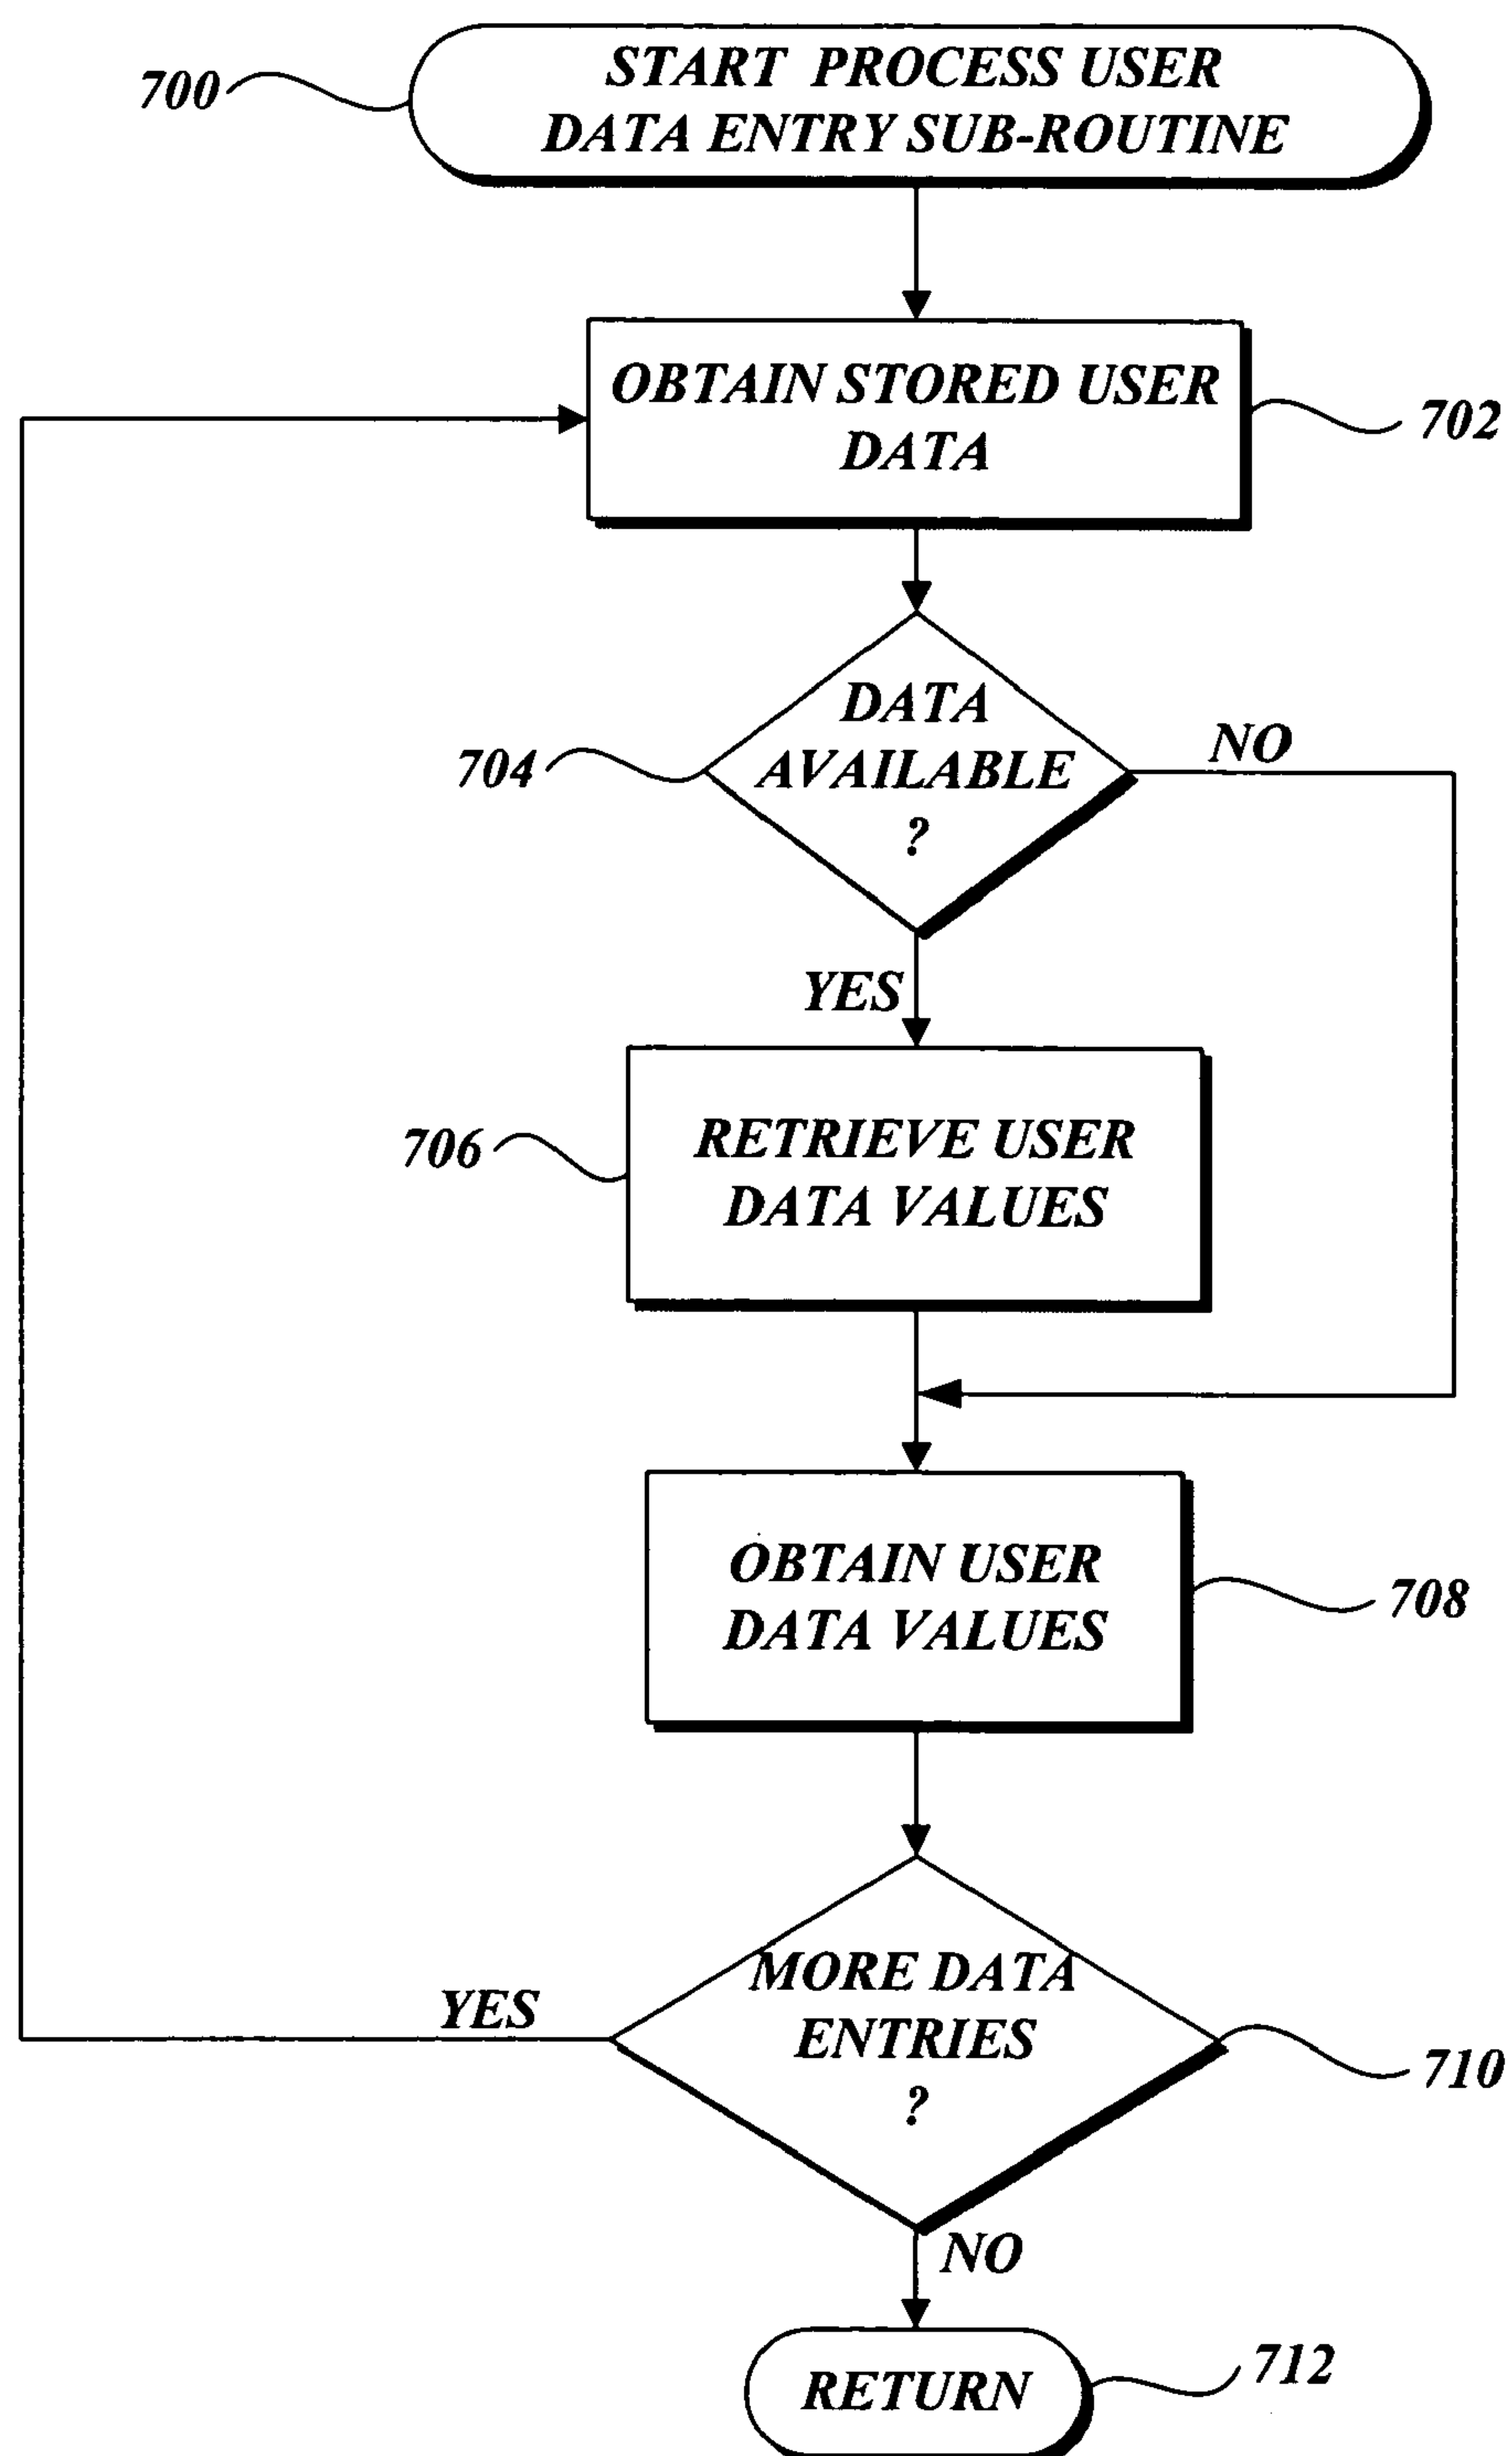 700
START PROCESS USER
DATA ENTRY SUB-ROUTINE
OBTAIN STORED USER
DATA
702
DATA
AVAILABLE
?
704
NO
YES
706
RETRIEVE USER
DATA VALUES
OBTAIN USER
DATA VALUES
708
MORE DATA
ENTRIES
?
YES
710
NO
RETURN
712